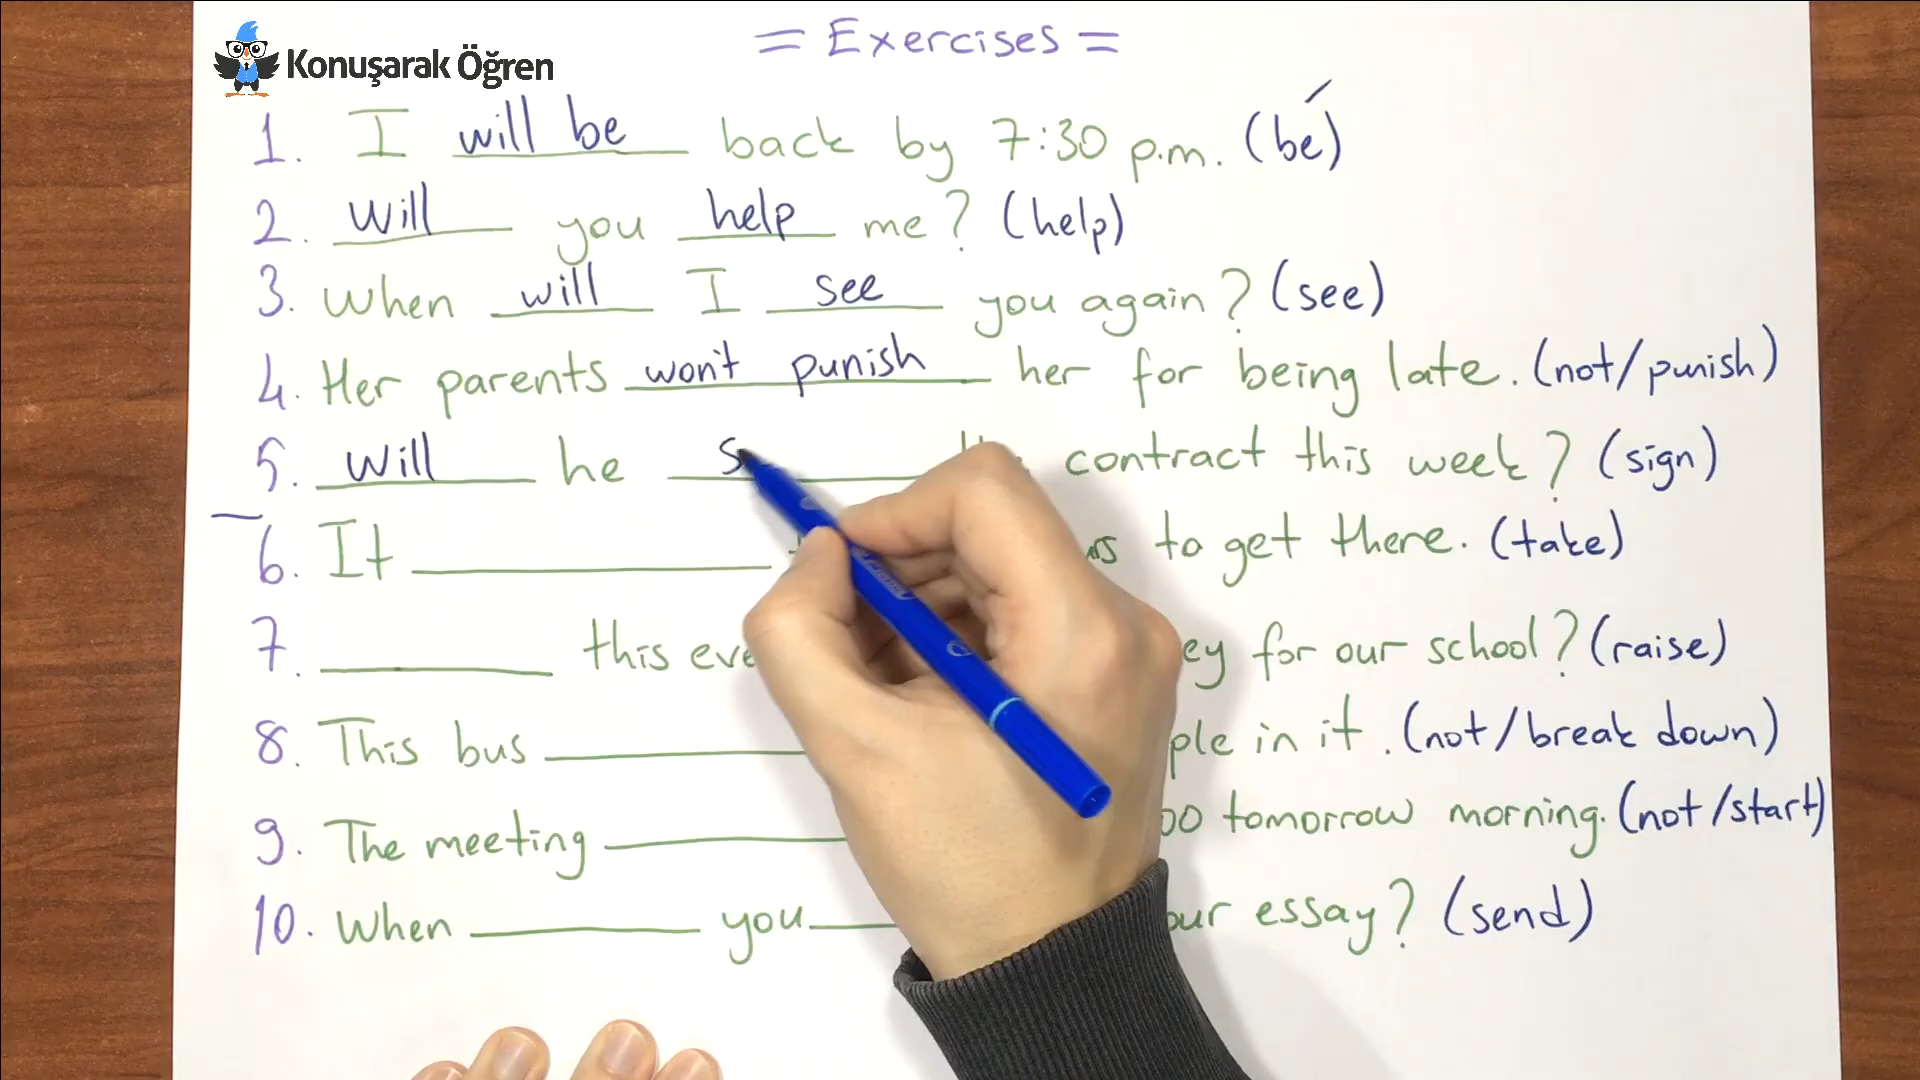 Konuşarak Öğren
= Exercises =
1. I will be back by 7:30 p.m. (be)
2. Will you help me? (help)
3. When will I see you again? (see)
4. Her parents won't punish her for being late. (not/punish)
5. Will he s contract this week? (sign)
6. It to get there. (take)
7. this for our school? (raise)
8. This bus in it. (not/break down)
9. The meeting tomorrow morning. (not/start)
10. When you essay? (send)